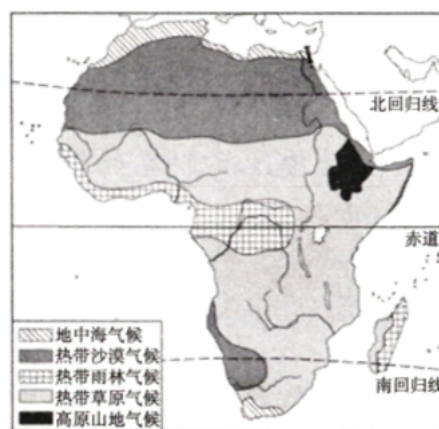 北回归线
赤道
南回归线
地中海气候
热带沙漠气候
热带雨林气候
热带草原气候
高原山地气候